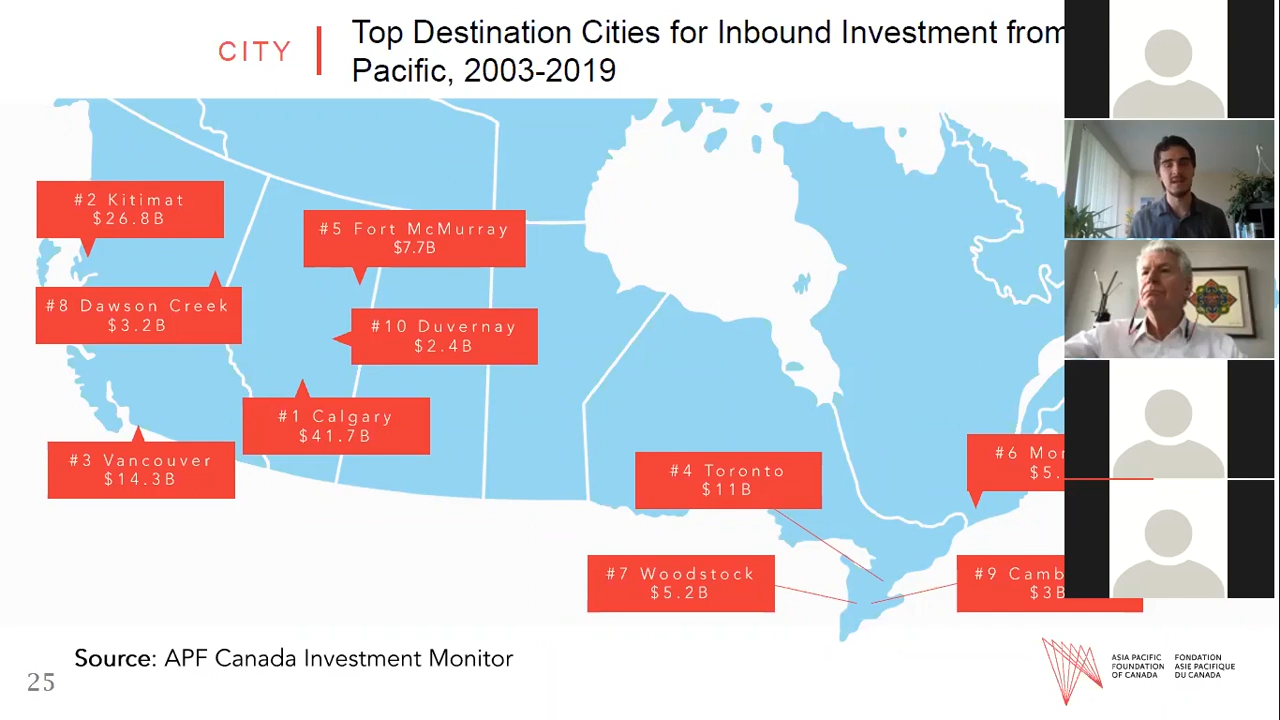 CITY
Top Destination Cities for Inbound Investment from
Pacific, 2003-2019
#2 Kitimat
$26.8B
#5 Fort McMurray
$7.7B
#8 Dawson Creek
$3.2B
#10 Duvernay
$2.4B
#1 Calgary
$41.7B
#3 Vancouver
$14.3B
#4 Toronto
$11B
#6
$5.
#7 Woodstock
$5.2B
#9
$3B
Source: APF Canada Investment Monitor
25
ASIA PACIFIC
FOUNDATION
OF CANADA
FONDATION
ASIE PACIFIQUE
DU CANADA